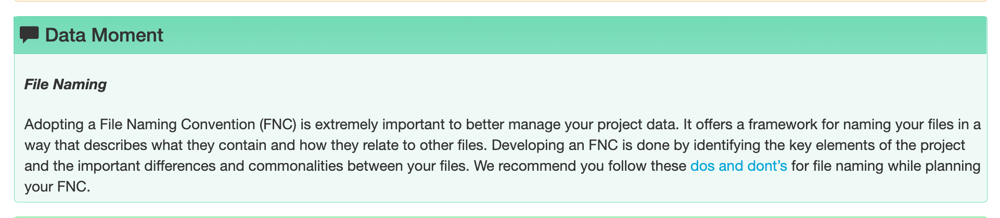 Data Moment
File Naming
Adopting a File Naming Convention (FNC) is extremely important to better manage your project data. It offers a framework for naming your files in a
way that describes what they contain and how they relate to other files. Developing an FNC is done by identifying the key elements of the project
and the important differences and commonalities between your files. We recommend you follow these dos and dont’s for file naming while planning
your FNC.